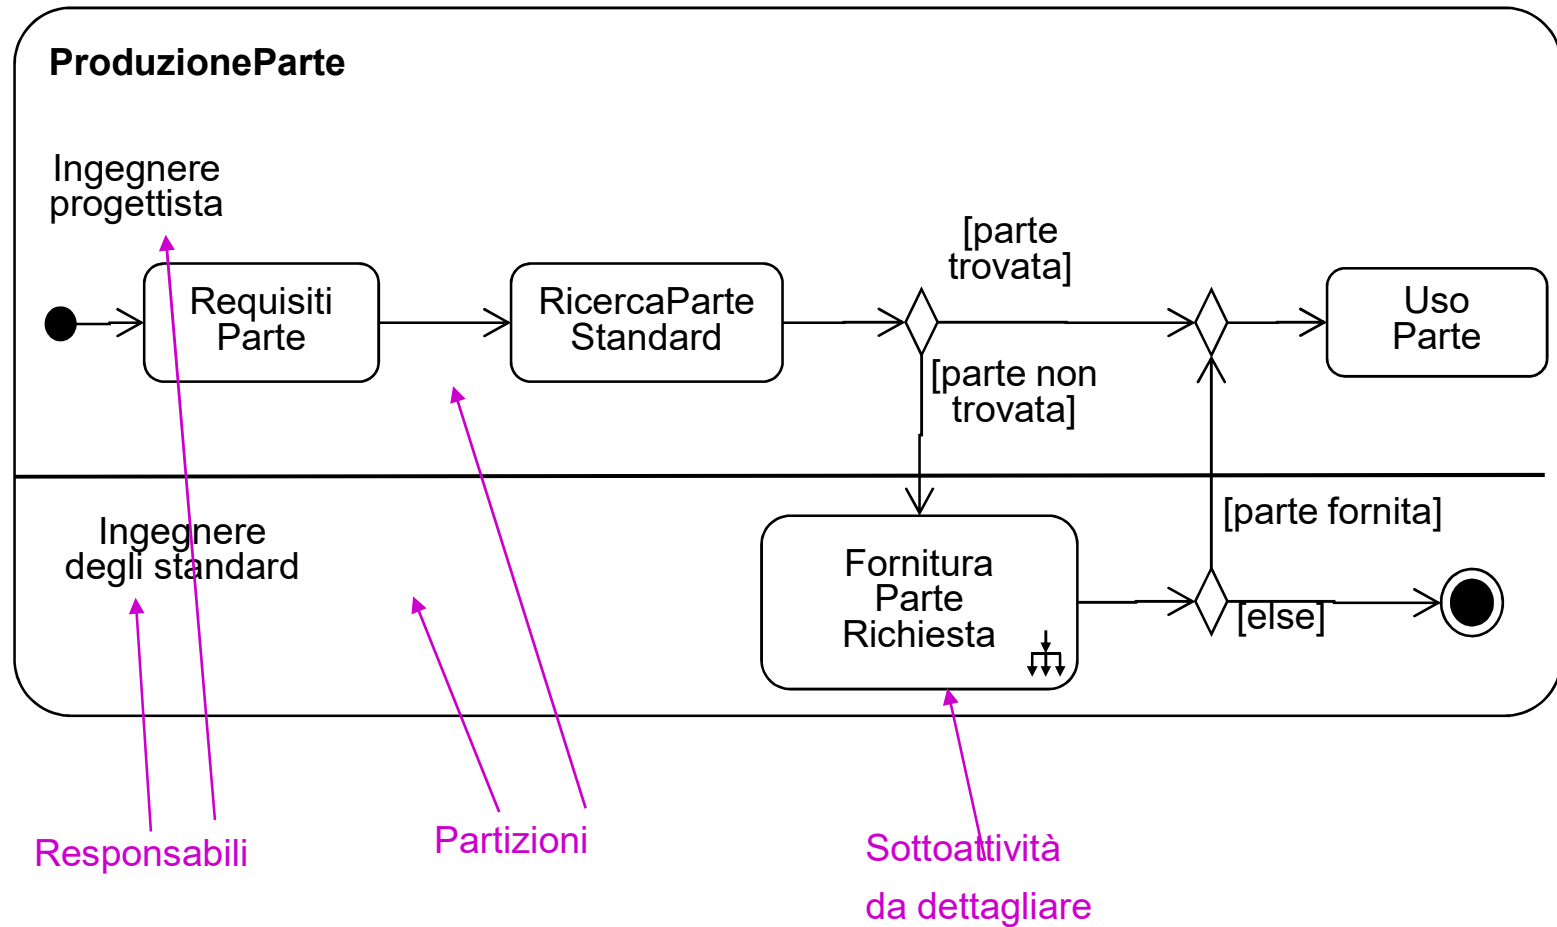 ProduzioneParte
Ingegnere
progettista
[parte
trovata]
Requisiti
Parte
RicercaParte
Standard
Uso
Parte
[parte non
trovata]
[parte fornita]
Ingegnere
degli standard
Fornitura
Parte
Richiesta
[else]
Responsabili
Partizioni
Sottoattività
da dettagliare